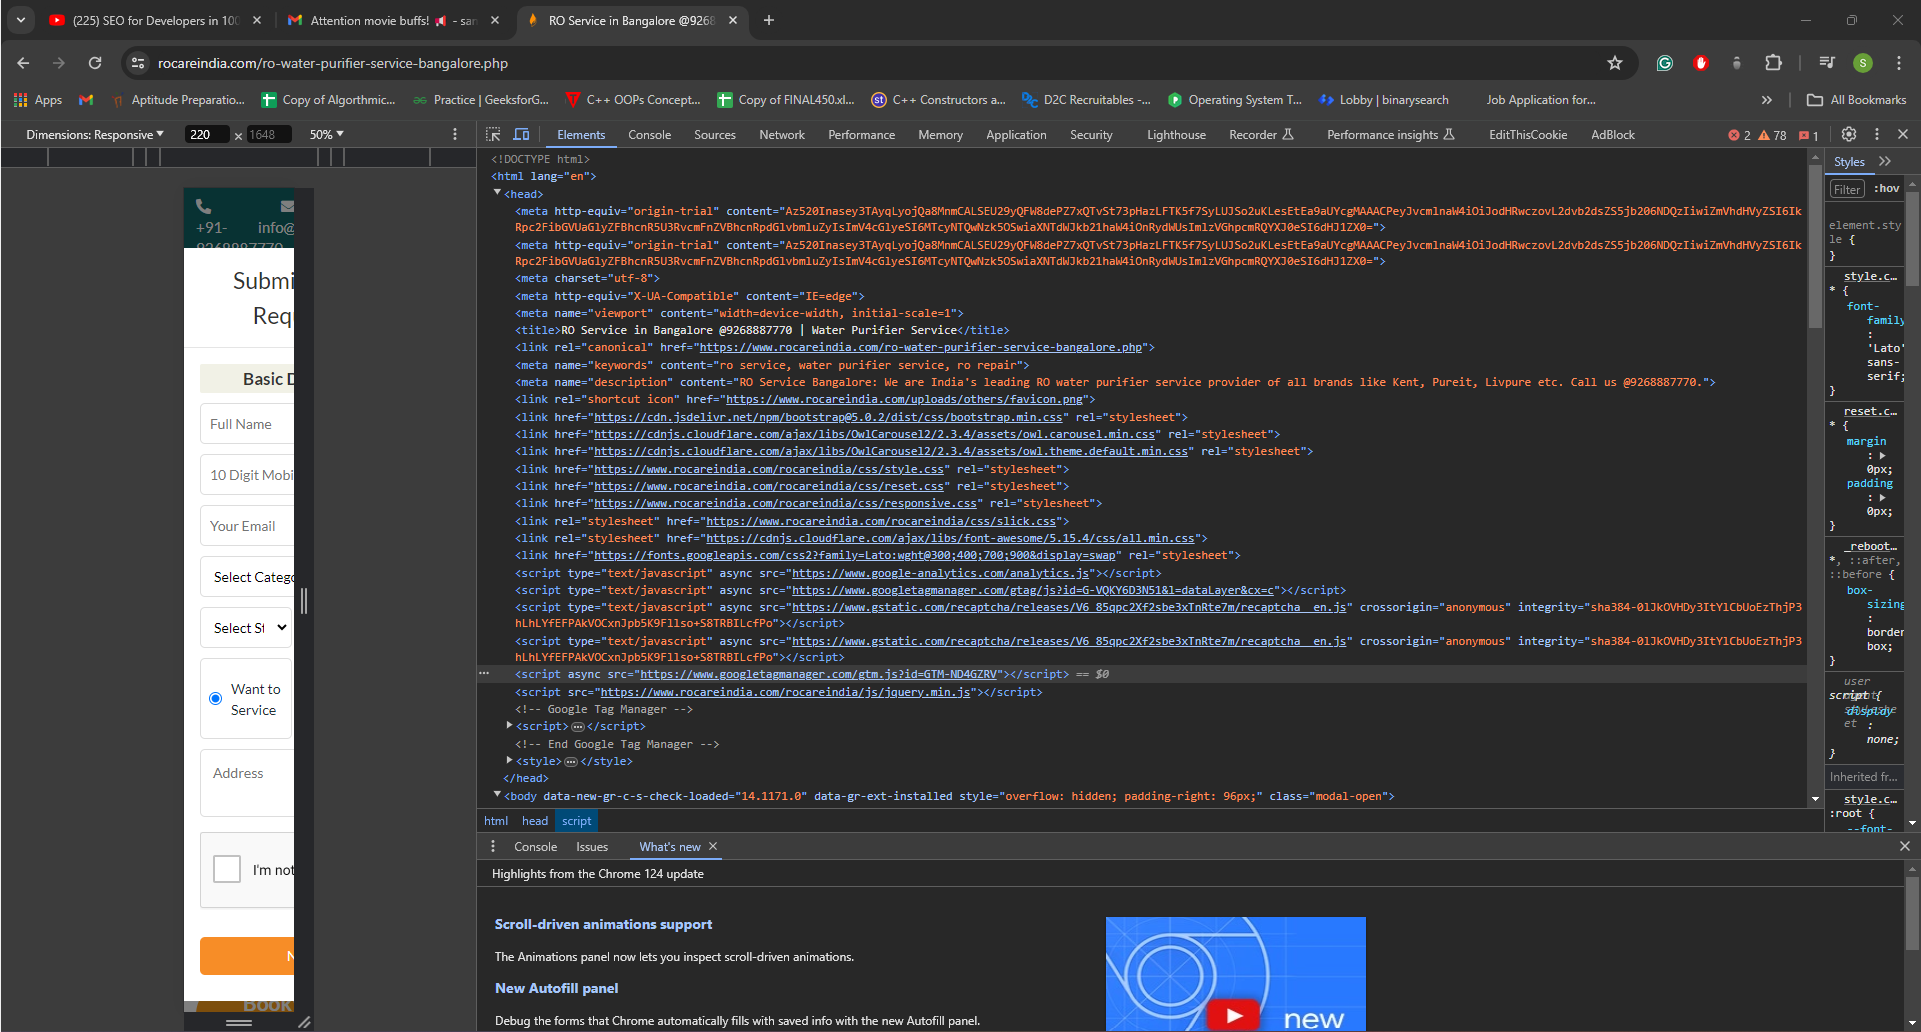 (225) SEO for Developers in 100
Attention movie buffs! 📢 - san
RO Service in Bangalore @9268
rocareindia.com/ro-water-purifier-service-bangalore.php
S
Apps
Aptitude Preparatio...
Copy of Algorthmic...
Practice | GeeksforG...
C++ OOPs Concept...
Copy of FINAL450.xl...
C++ Constructors a...
D2C Recruitables -...
Operating System T...
Lobby | binarysearch
Job Application for...
»
All Bookmarks
Dimensions: Responsive
220
×
1648
50%
Elements
Console
Sources
Network
Performance
Memory
Application
Security
Lighthouse
Recorder
Performance insights
EditThisCookie
AdBlock
2
78
1
+91-
9268887770
info@
Submi
Requ
Basic D
Full Name
10 Digit Mobi
Your Email
Select Catego
Select St
Want to
Service
Address
I'm not
N
Book
<!DOCTYPE html>
<html lang="en">
<head>
<meta http-equiv="origin-trial" content="Az520Inasey3TAyqLyojQa8MnmCALSEU29yQFW8dePZ7xQTvSt73pHazLFTK5f7SyLUJSo2uKLesEtEa9aUYcgMAAACPeyJvcmlnaW4iOiJodHRwczovL2dvb2dsZS5jb206NDQzIiwiZmVhdHVyZSI6Ik
Rpc2FibGVUaGlyZFBhcnR5U3RvcmFnZVBhcnRpdGlvbmluZyIsImV4cGlyeSI6MTcyNTQwNzk5OSwiaXNTdWJkb21haW4iOnRydWUsImlzVGhpcmRQYXJ0eSI6dHJ1ZX0=">
<meta http-equiv="origin-trial" content="Az520Inasey3TAyqLyojQa8MnmCALSEU29yQFW8dePZ7xQTvSt73pHazLFTK5f7SyLUJSo2uKLesEtEa9aUYcgMAAACPeyJvcmlnaW4iOiJodHRwczovL2dvb2dsZS5jb206NDQzIiwiZmVhdHVyZSI6Ik
Rpc2FibGVUaGlyZFBhcnR5U3RvcmFnZVBhcnRpdGlvbmluZyIsImV4cGlyeSI6MTcyNTQwNzk5OSwiaXNTdWJkb21haW4iOnRydWUsImlzVGhpcmRQYXJ0eSI6dHJ1ZX0=">
<meta charset="utf-8">
<meta http-equiv="X-UA-Compatible" content="IE=edge">
<meta name="viewport" content="width=device-width, initial-scale=1">
<title>RO Service in Bangalore @9268887770 | Water Purifier Service</title>
<link rel="canonical" href="https://www.rocareindia.com/ro-water-purifier-service-bangalore.php">
<meta name="keywords" content="ro service, water purifier service, ro repair">
<meta name="description" content="RO Service Bangalore: We are India's leading RO water purifier service provider of all brands like Kent, Pureit, Livpure etc. Call us @9268887770.">
<link rel="shortcut icon" href="https://www.rocareindia.com/uploads/others/favicon.png">
<link href="https://cdn.jsdelivr.net/npm/bootstrap@5.0.2/dist/css/bootstrap.min.css" rel="stylesheet">
<link href="https://cdnjs.cloudflare.com/ajax/libs/OwlCarousel2/2.3.4/assets/owl.carousel.min.css" rel="stylesheet">
<link href="https://cdnjs.cloudflare.com/ajax/libs/OwlCarousel2/2.3.4/assets/owl.theme.default.min.css" rel="stylesheet">
<link href="https://www.rocareindia.com/rocareindia/css/style.css" rel="stylesheet">
<link href="https://www.rocareindia.com/rocareindia/css/reset.css" rel="stylesheet">
<link href="https://www.rocareindia.com/rocareindia/css/responsive.css" rel="stylesheet">
<link rel="stylesheet" href="https://www.rocareindia.com/rocareindia/css/slick.css">
<link rel="stylesheet" href="https://cdnjs.cloudflare.com/ajax/libs/font-awesome/5.15.4/css/all.min.css">
<link href="https://fonts.googleapis.com/css2?family=Lato:wght@300;400;700;900&display=swap" rel="stylesheet">
<script type="text/javascript" async src="https://www.google-analytics.com/analytics.js"></script>
<script type="text/javascript" async src="https://www.googletagmanager.com/gtag/js?id=G-VQKY6D3N51&l=dataLayer&cx=c"></script>
<script type="text/javascript" async src="https://www.gstatic.com/recaptcha/releases/V6_85qpc2Xf2sbe3xTnRte7m/recaptcha__en.js" crossorigin="anonymous" integrity="sha384-0lJkOVHDy3ItYlCbUoEzThjP3
hLhLYfEFPAkVOCxnJpb5K9Fllso+S8TRBILcfPo"></script>
<script type="text/javascript" async src="https://www.gstatic.com/recaptcha/releases/V6_85qpc2Xf2sbe3xTnRte7m/recaptcha__en.js" crossorigin="anonymous" integrity="sha384-0lJkOVHDy3ItYlCbUoEzThjP3
hLhLYfEFPAkVOCxnJpb5K9Fllso+S8TRBILcfPo"></script>
<script async src="https://www.googletagmanager.com/gtm.js?id=GTM-ND4GZRV"></script> == $0
<script src="https://www.rocareindia.com/rocareindia/js/jquery.min.js"></script>
<!-- Google Tag Manager -->
<script>…</script>
<!-- End Google Tag Manager -->
<style>…</style>
</head>
<body data-new-gr-c-s-check-loaded="14.1171.0" data-gr-ext-installed style="overflow: hidden; padding-right: 96px;" class="modal-open">
html head script
Styles »
Filter :hov
element.sty
le {
}
style.c…
* {
font-
family
:
'Lato'
sans-
serif;
}
reset.c…
* {
margin
:
0px;
padding
:
0px;
}
_reboot…
*, ::after,
::before {
box-
sizing
:
border
box;
}
user
agent
stylesheet
script {
display
:
none;
}
Inherited fr…
style.c…
:root {
--font-
Console
Issues
What's new
Highlights from the Chrome 124 update
Scroll-driven animations support
The Animations panel now lets you inspect scroll-driven animations.
New Autofill panel
Debug the forms that Chrome automatically fills with saved info with the new Autofill panel.
new